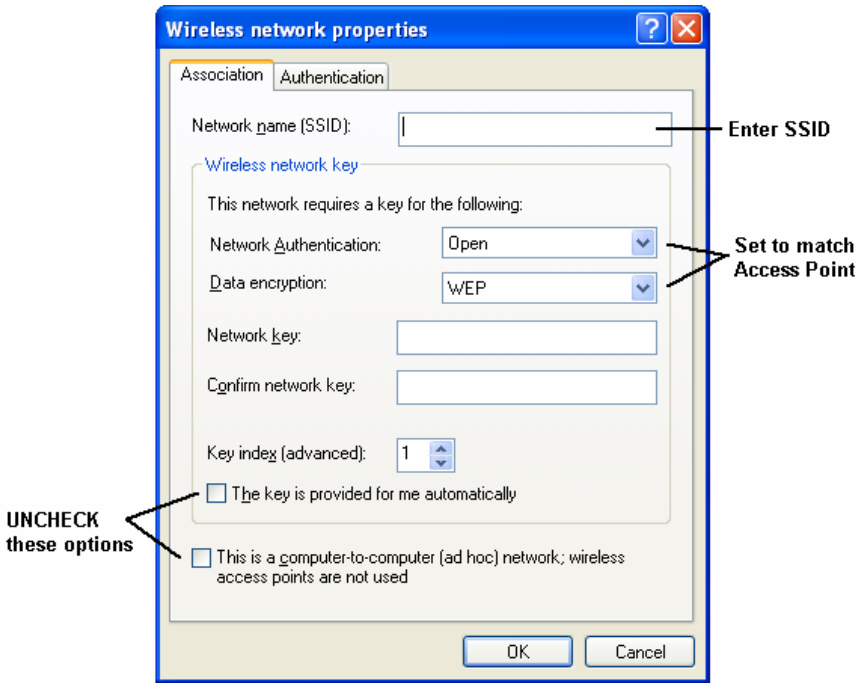 Wireless network properties
Association Authentication
Network name (SSID):
Enter SSID
Wireless network key
This network requires a key for the following:
Network Authentication: Open
Data encryption: WEP
Set to match
Access Point
Network key:
Confirm network key:
Key index (advanced): 1
The key is provided for me automatically
UNCHECK
these options
This is a computer-to-computer (ad hoc) network; wireless
access points are not used
OK Cancel